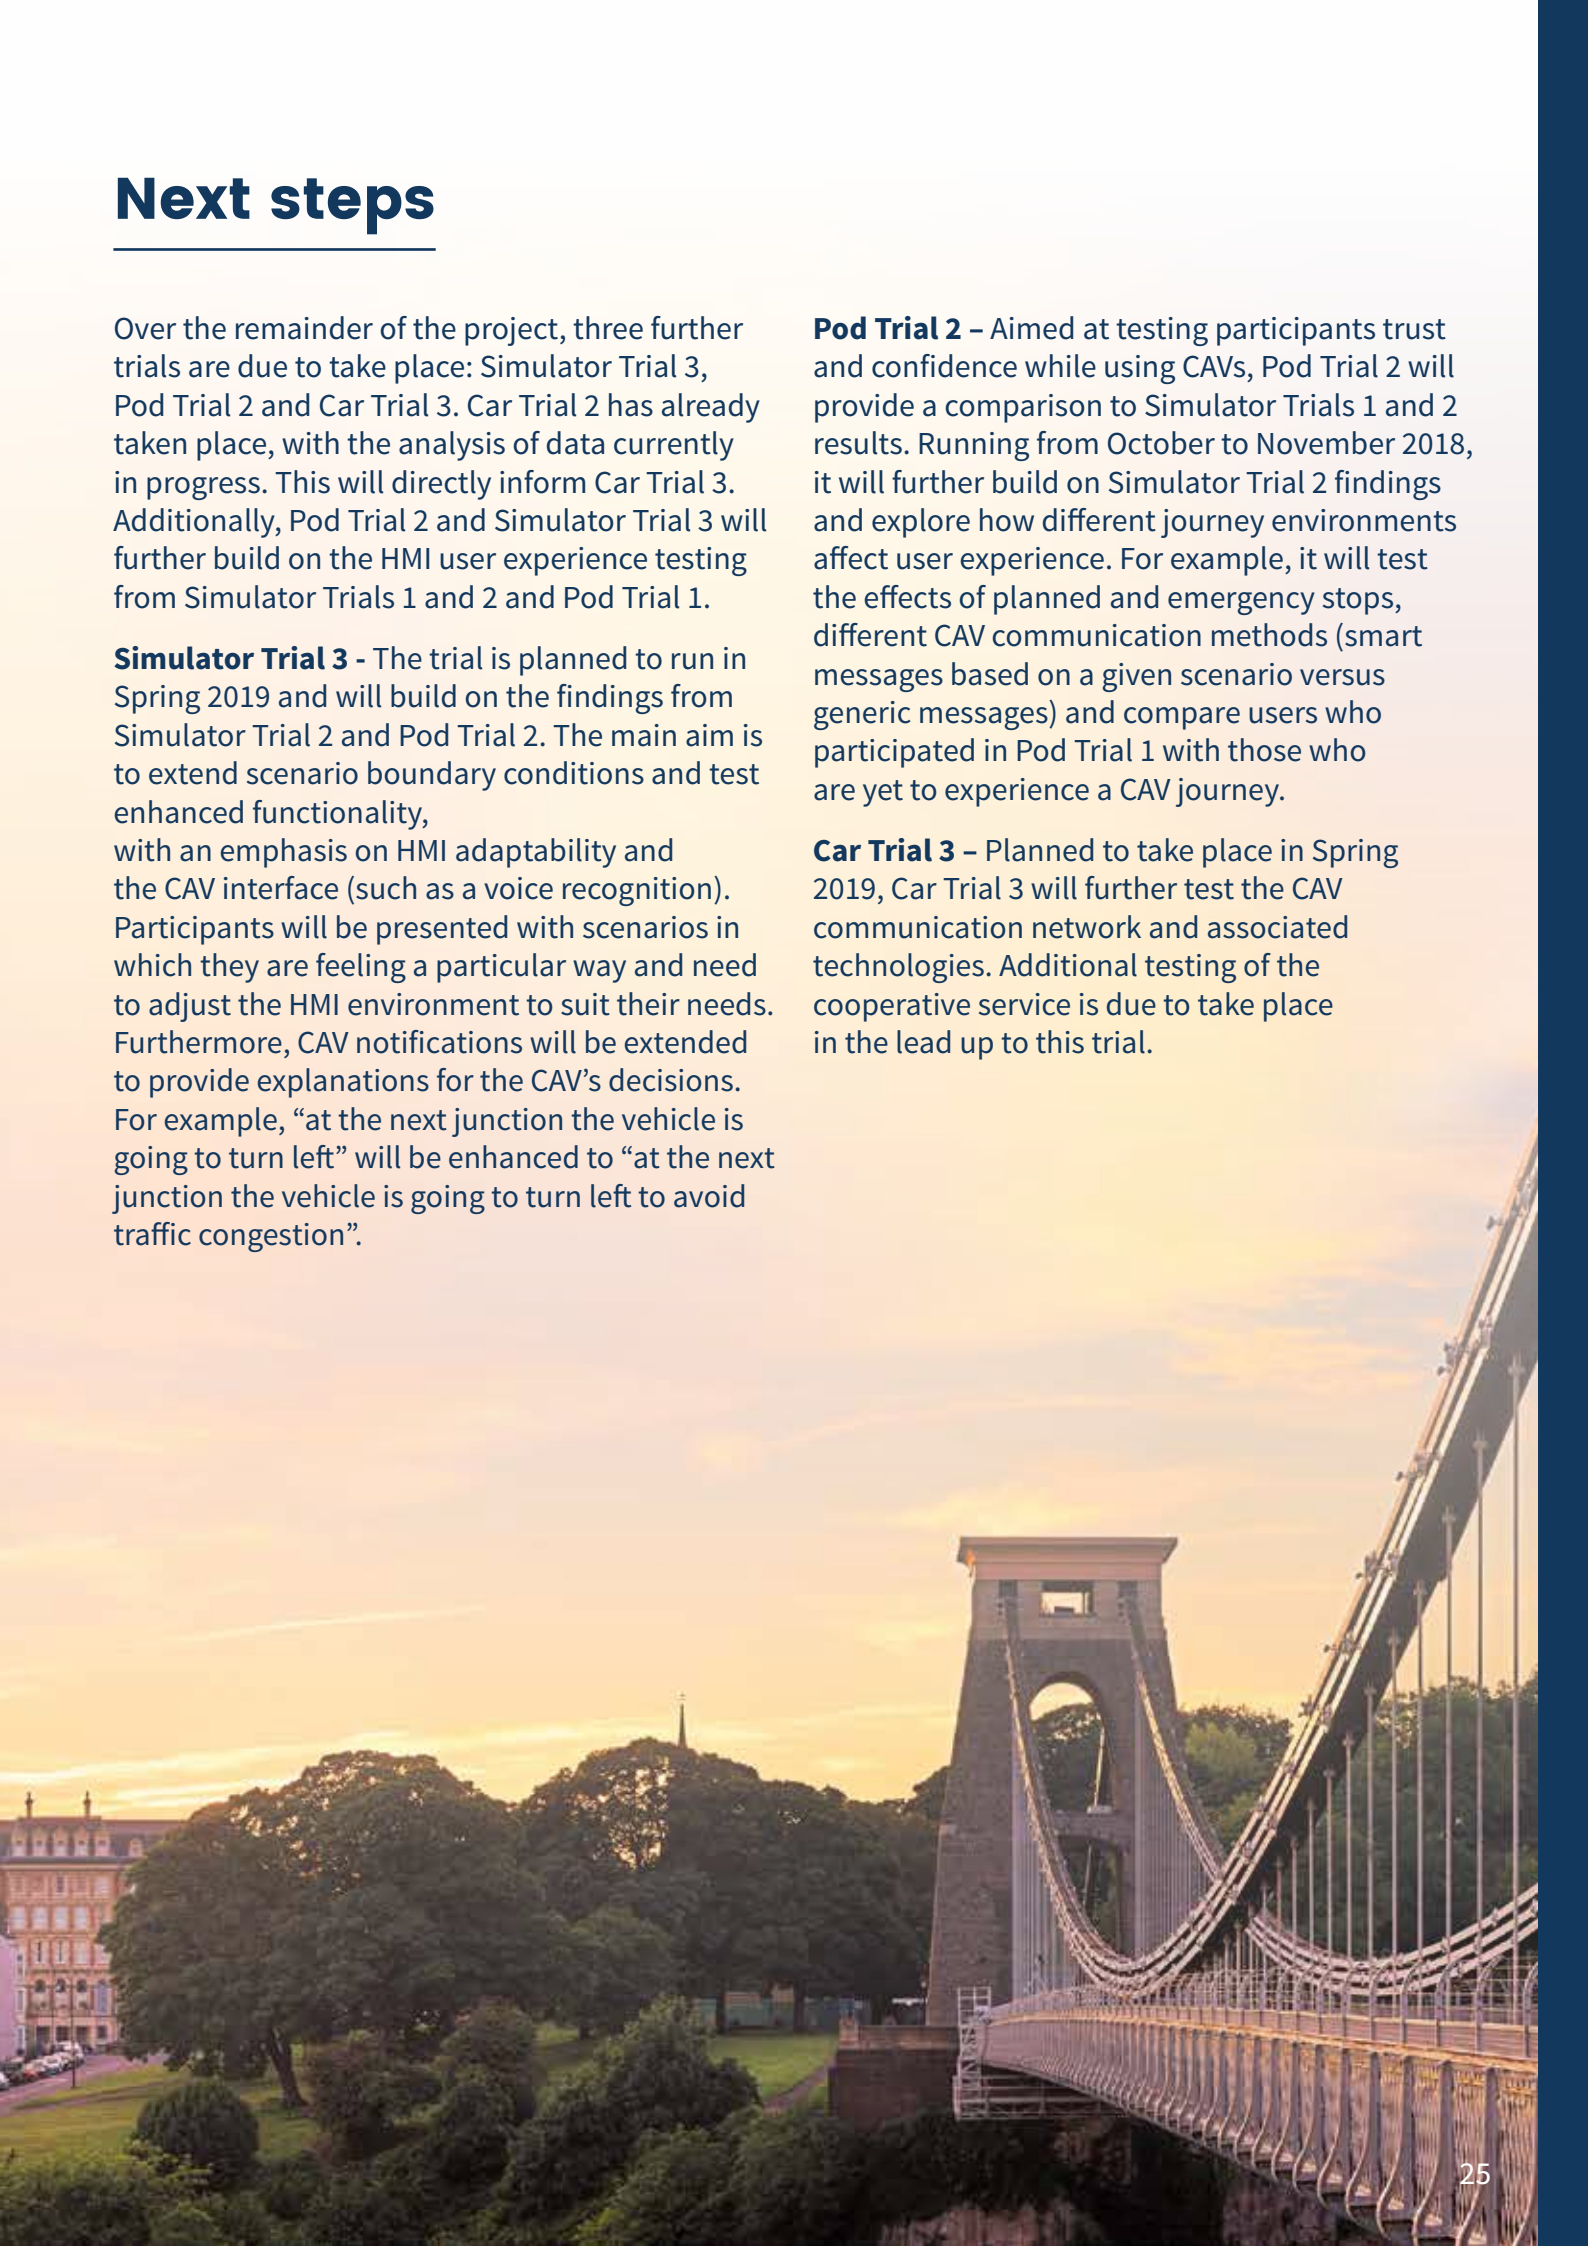 Next steps
Over the remainder of the project, three further
trials are due to take place: Simulator Trial 3,
Pod Trial 2 and Car Trial 3. Car Trial 2 has already
taken place, with the analysis of data currently
in progress. This will directly inform Car Trial 3.
Additionally, Pod Trial 2 and Simulator Trial 3 will
further build on the HMI user experience testing
from Simulator Trials 1 and 2 and Pod Trial 1.
Simulator Trial 3 - The trial is planned to run in
Spring 2019 and will build on the findings from
Simulator Trial 2 and Pod Trial 2. The main aim is
to extend scenario boundary conditions and test
enhanced functionality,
with an emphasis on HMI adaptability and
the CAV interface (such as a voice recognition).
Participants will be presented with scenarios in
which they are feeling a particular way and need
to adjust the HMI environment to suit their needs.
Furthermore, CAV notifications will be extended
to provide explanations for the CAV’s decisions.
For example, “at the next junction the vehicle is
going to turn left” will be enhanced to “at the next
junction the vehicle is going to turn left to avoid
traffic congestion”.
Pod Trial 2 – Aimed at testing participants trust
and confidence while using CAVs, Pod Trial 2 will
provide a comparison to Simulator Trials 1 and 2
results. Running from October to November 2018,
it will further build on Simulator Trial 2 findings
and explore how different journey environments
affect user experience. For example, it will test
the effects of planned and emergency stops,
different CAV communication methods (smart
messages based on a given scenario versus
generic messages) and compare users who
participated in Pod Trial 1 with those who
are yet to experience a CAV journey.
Car Trial 3 – Planned to take place in Spring
2019, Car Trial 3 will further test the CAV
communication network and associated
technologies. Additional testing of the
cooperative service is due to take place
in the lead up to this trial.
25